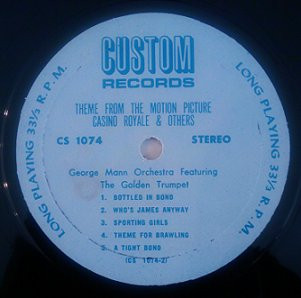 CUSTOM
RECORDS
LONG PLAYING 33⅓ R.P.M.
LONG PLAYING 33⅓ R.P.M.
THEME FROM THE MOTION PICTURE
CASINO ROYALE & OTHERS
CS 1074 STEREO
George Mann Orchestra Featuring
The Golden Trumpet
1. BOTTLED IN BOND
2. WHO'S JAMES ANYWAY
3. SPORTING GIRLS
4. THEME FOR BRAWLING
5. A TIGHT BOND
(CS 1074-2)